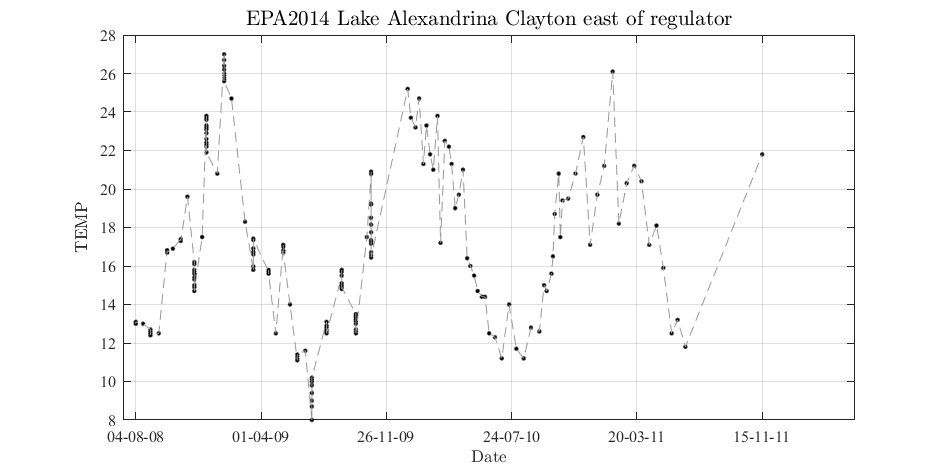 EPA2014 Lake Alexandrina Clayton east of regulator
28
26
24
22
20
18
16
14
12
10
8
TEMP
04-08-08 01-04-09 26-11-09 24-07-10 20-03-11 15-11-11
Date